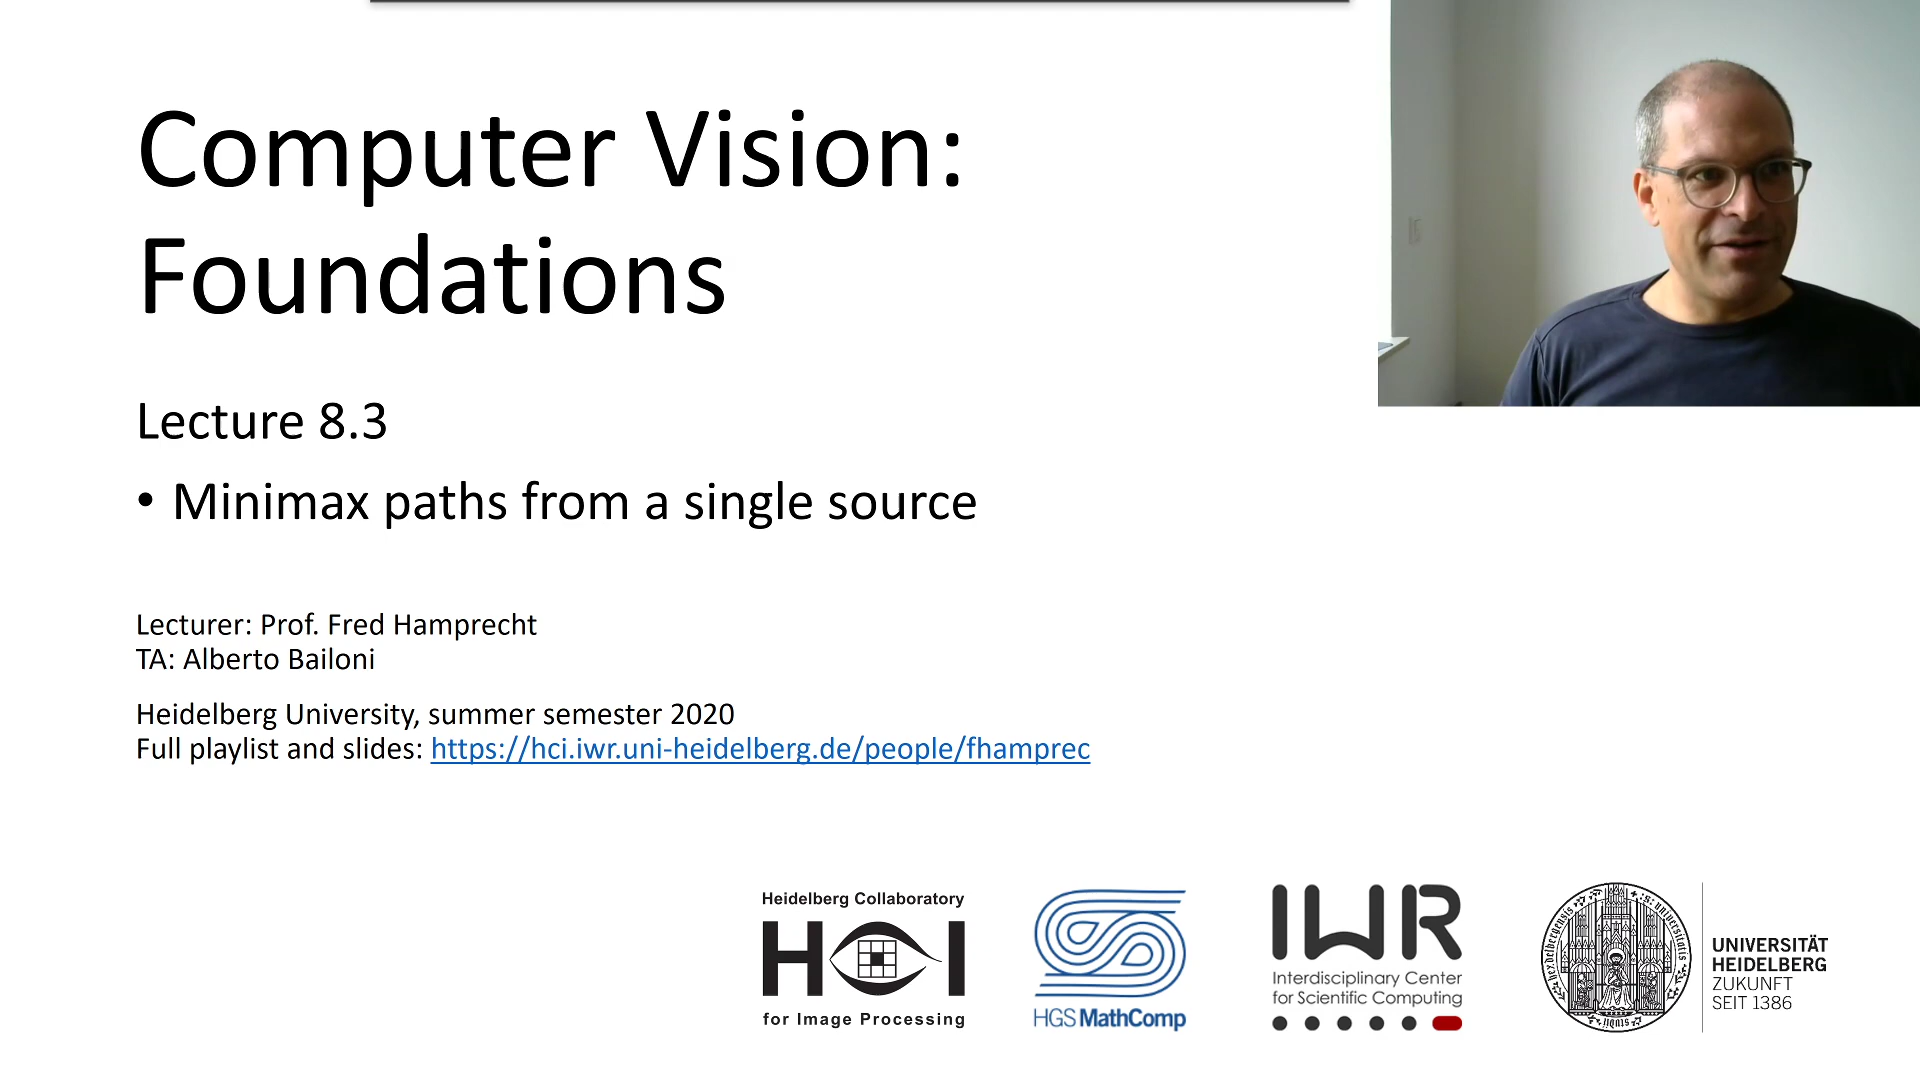 Computer Vision:
Foundations
Lecture 8.3
• Minimax paths from a single source
Lecturer: Prof. Fred Hamprecht
TA: Alberto Bailoni
Heidelberg University, summer semester 2020
Full playlist and slides: https://hci.iwr.uni-heidelberg.de/people/fhamprec
Heidelberg Collaboratory
HCI
for Image Processing
HGS MathComp
IWR
Interdisciplinary Center
for Scientific Computing
UNIVERSITÄT
HEIDELBERG
ZUKUNFT
SEIT 1386